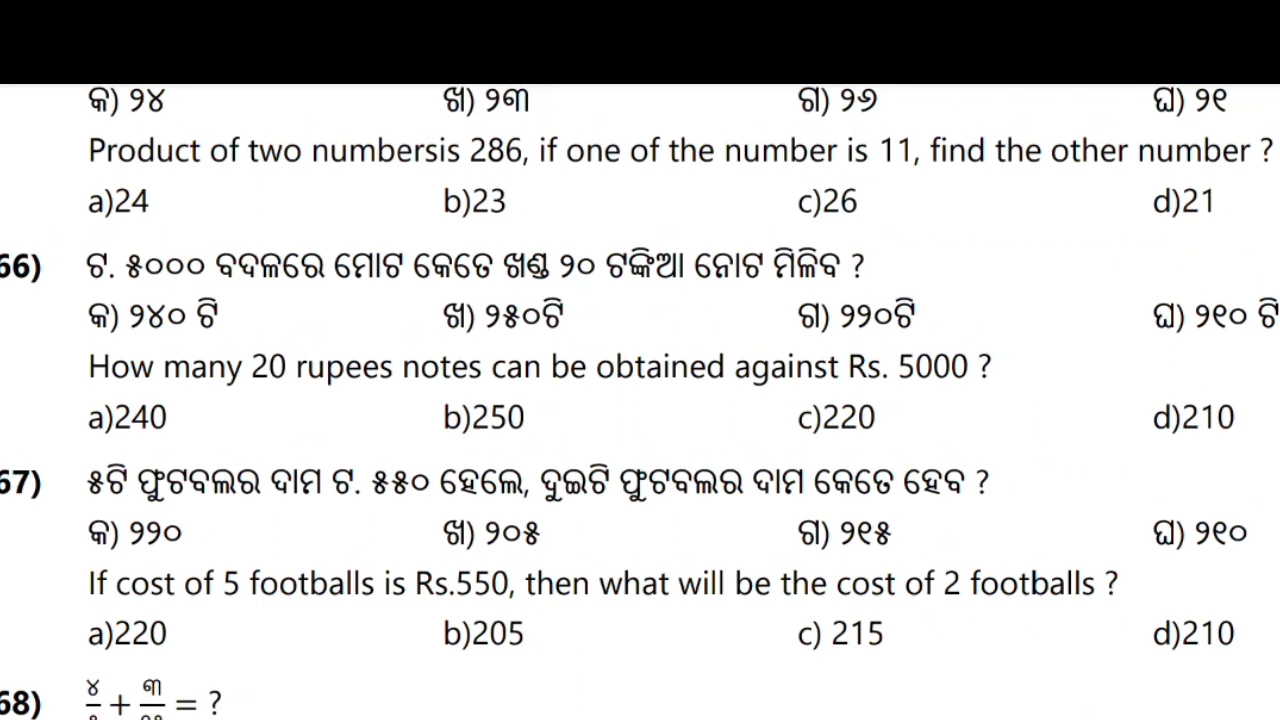 କ) ୨୪ ଖ) ୨୩ ଗ) ୨୬ ଘ) ୨୧
Product of two numbersis 286, if one of the number is 11, find the other number ?
a)24 b)23 c)26 d)21
66) ଟ. ୫୦୦୦ ବଦଳରେ ମୋଟ କେତେ ଖଣ୍ଡ ୨୦ ଟଙ୍କିଆ ନୋଟ ମିଳିବ ?
କ) ୨୪୦ ଟି ଖ) ୨୫୦ଟି ଗ) ୨୨୦ଟି ଘ) ୨୧୦ ଟି
How many 20 rupees notes can be obtained against Rs. 5000 ?
a)240 b)250 c)220 d)210
67) ୫ଟି ଫୁଟବଲର ଦାମ ଟ. ୫୫୦ ହେଲେ, ଦୁଇଟି ଫୁଟବଲର ଦାମ କେତେ ହେବ ?
କ) ୨୨୦ ଖ) ୨୦୫ ଗ) ୨୧୫ ଘ) ୨୧୦
If cost of 5 footballs is Rs.550, then what will be the cost of 2 footballs ?
a)220 b)205 c) 215 d)210
68) ୪ + ୩ = ?